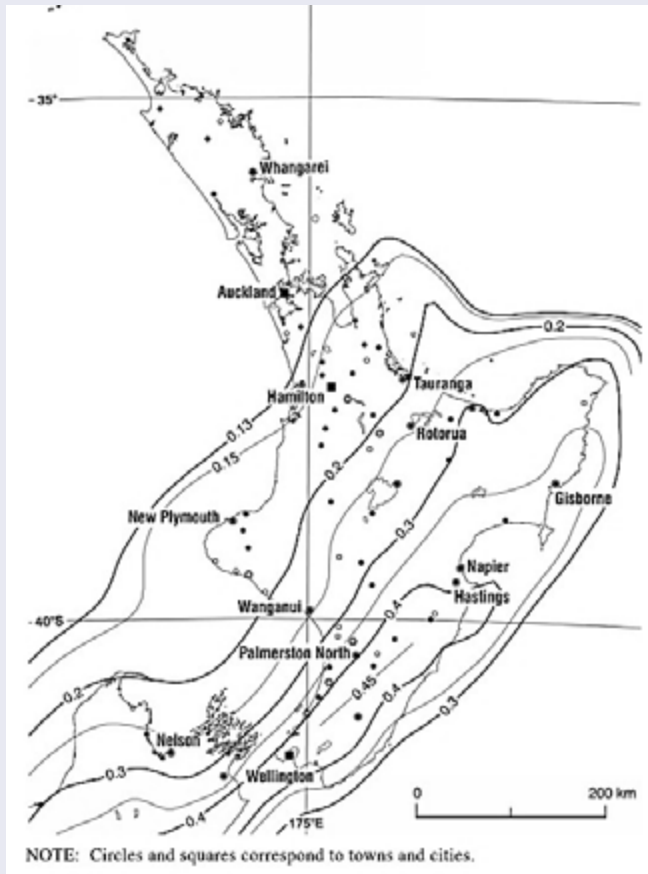 - 35°
Whangarei
Auckland
0.2
Tauranga
Hamilton
0.13
Rotorua
0.15
0.2
Gisborne
New Plymouth
0.3
Napier
Hastings
0.4
Wanganui
- 40°S
Palmerston North
0.45
0.4
0.2
0.3
Nelson
0.3
Wellington
0.4
0
200 km
175°E
NOTE: Circles and squares correspond to towns and cities.